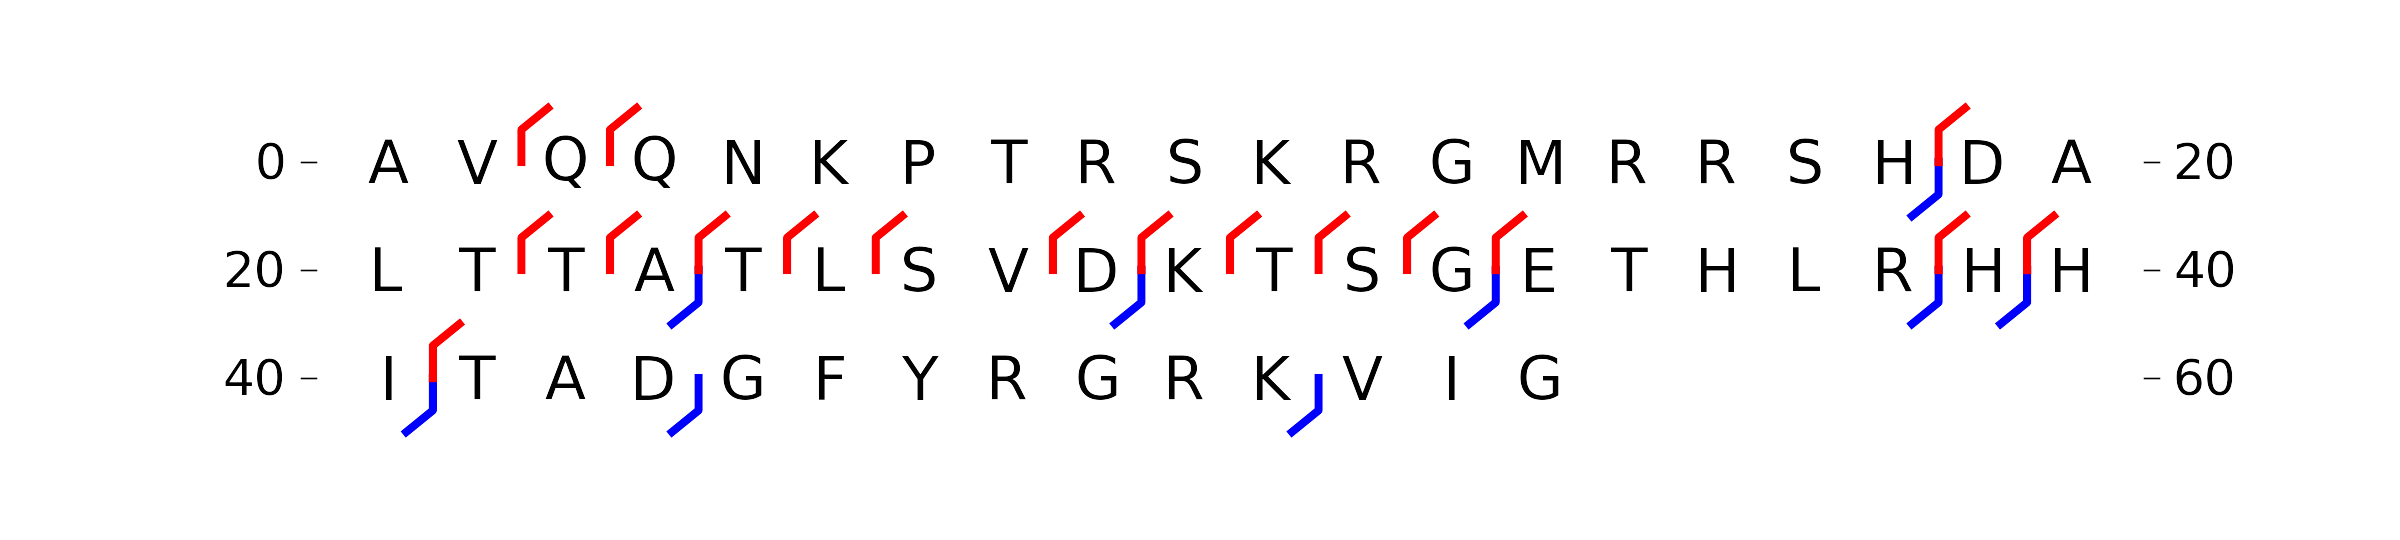 0 – A V Q Q N K P T R S K R G M R R S H D A – 20
20 – L T T A T L S V D K T S G E T H L R H H – 40
40 – I T A D G F Y R G R K V I G – 60